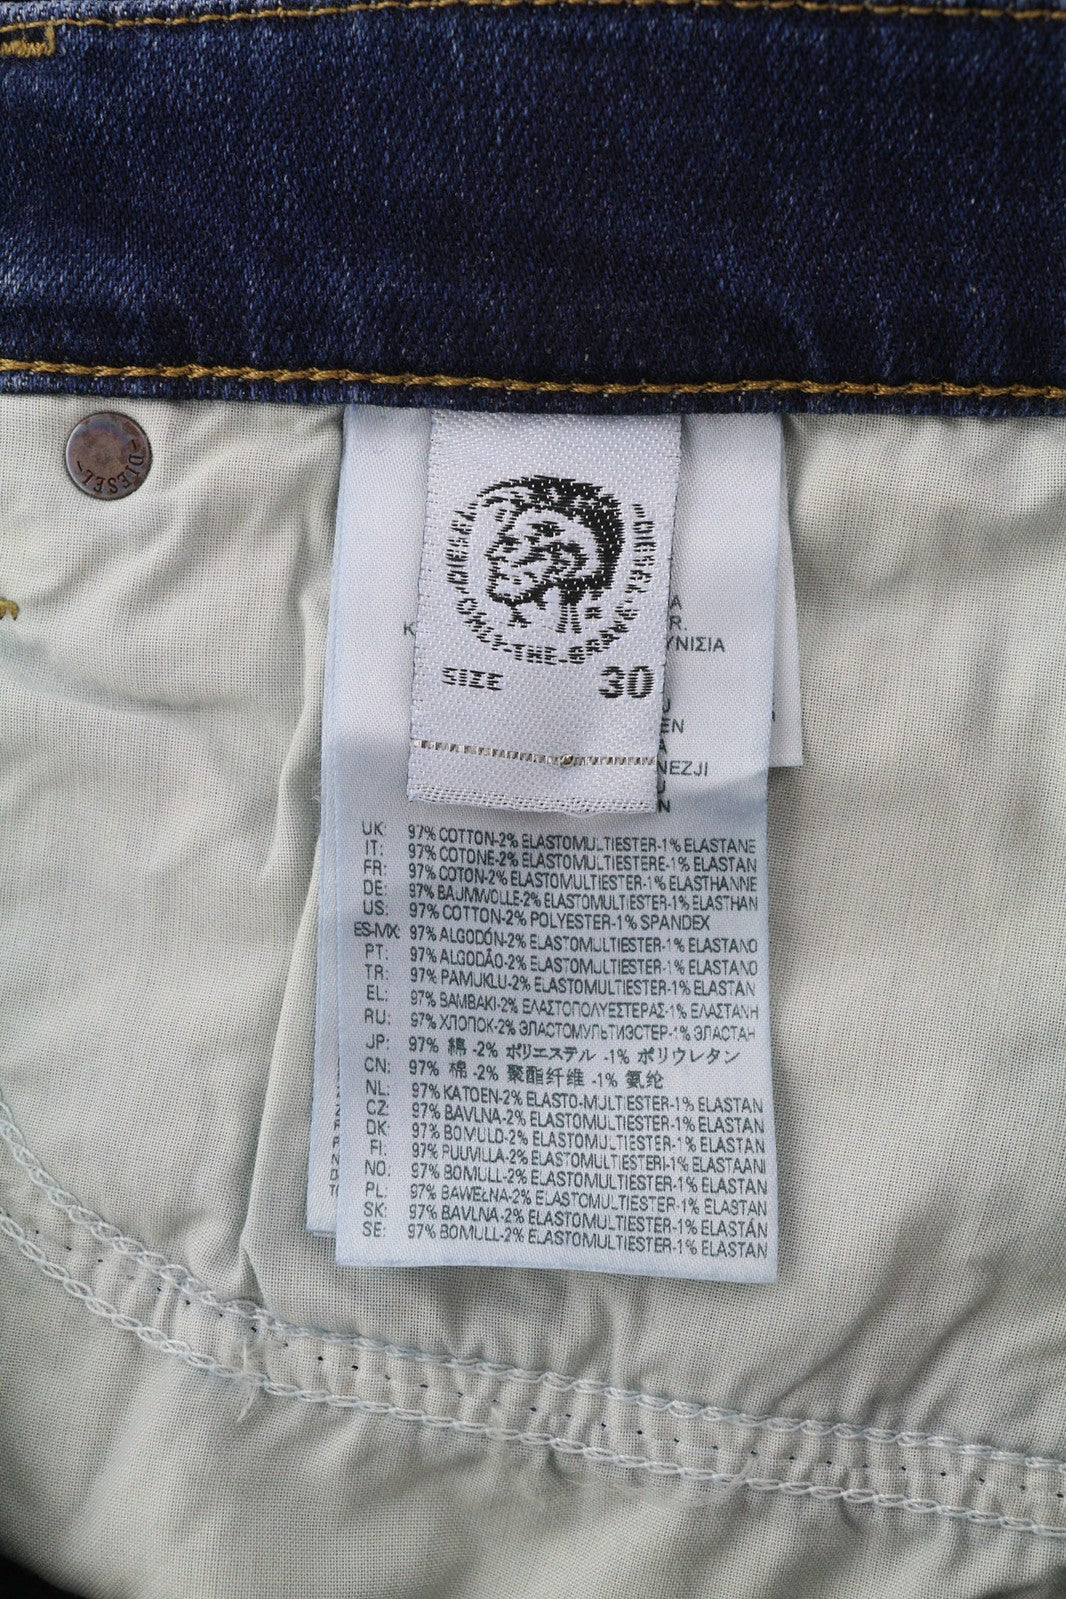 DIESEL
DIESEL
DIESEL
ONLY-THE-BRAVE
SIZE 30
A
R.
K
ΥΝΙΣΙΑ
U
EN
A
NEZJI
U
N
UK: 97% COTTON-2% ELASTOMULTIESTER-1% ELASTANE
IT: 97% COTONE-2% ELASTOMULTIESTERE-1% ELASTAN
FR: 97% COTON-2% ELASTOMULTIESTER-1% ELASTHANNE
DE: 97% BAJMWOLLE-2% ELASTOMULTIESTER-1% ELASTHAN
US: 97% COTTON-2% POLYESTER-1% SPANDEX
ES-MX: 97% ALGODÓN-2% ELASTOMULTIESTER-1% ELASTANO
PT: 97% ALGODÃO-2% ELASTOMULTIESTER-1% ELASTANO
TR: 97% PAMUKLU-2% ELASTOMULTIESTER-1% ELASTAN
EL: 97% ΒΑΜΒΑΚΙ-2% ΕΛΑΣΤΟΠΟΛΥΕΣΤΕΡΑΣ-1% ΕΛΑΣΤΑΝΗ
RU: 97% ХЛОПОК-2% ЭЛАСТОМУЛЬТИЭСТЕР-1% ЭЛАСТАН
JP: 97% 綿 -2% ポリエステル -1% ポリウレタン
CN: 97% 棉 -2% 聚酯纤维 -1% 氨纶
NL: 97% KATOEN-2% ELASTO-MULTIESTER-1% ELASTAN
CZ: 97% BAVLNA-2% ELASTOMULTIESTER-1% ELASTAN
DK: 97% BOMULD-2% ELASTOMULTIESTER-1% ELASTAN
FI: 97% PUUVILLA-2% ELASTOMULTIESTERI-1% ELASTAANI
NO: 97% BOMULL-2% ELASTOMULTIESTER-1% ELASTAN
PL: 97% BAWEŁNA-2% ELASTOMULTIESTER-1% ELASTAN
SK: 97% BAVLNA-2% ELASTOMULTIESTER-1% ELASTÁN
SE: 97% BOMULL-2% ELASTOMULTIESTER-1% ELASTAN